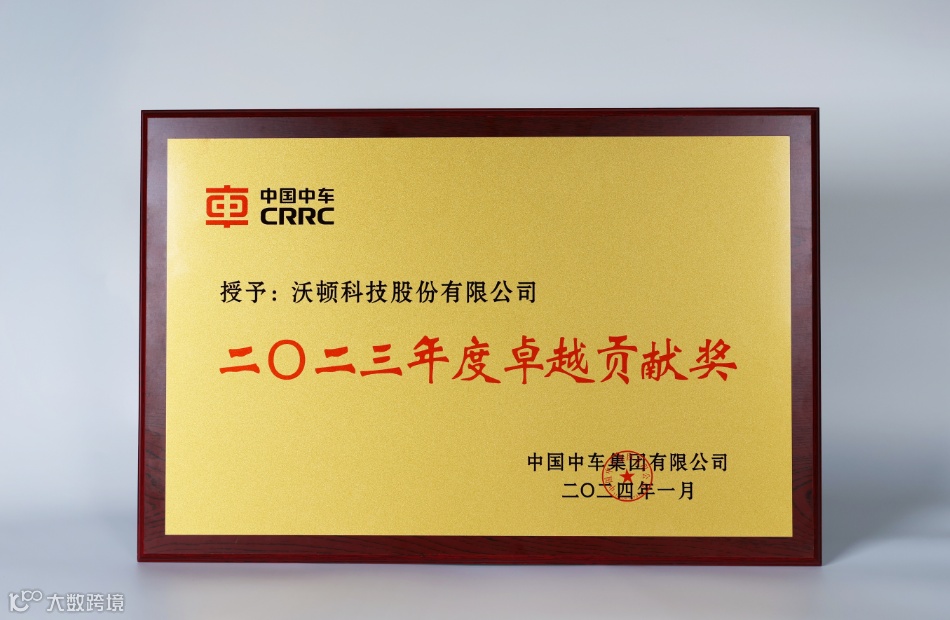 中国中车
CRRC
授予：沃顿科技股份有限公司
二〇二三年度卓越贡献奖
中国中车集团有限公司
二〇二四年一月
大数跨境